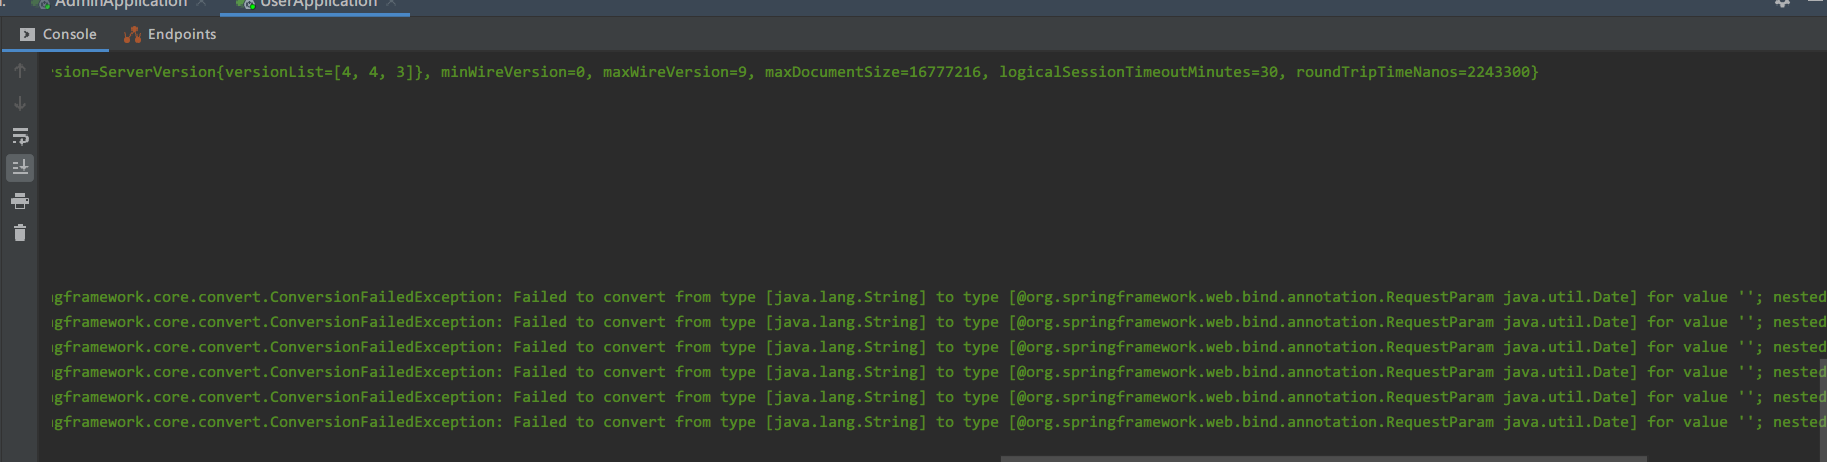 AdminApplication UserApplication
Console Endpoints
sion=ServerVersion{versionList=[4, 4, 3]}, minWireVersion=0, maxWireVersion=9, maxDocumentSize=16777216, logicalSessionTimeoutMinutes=30, roundTripTimeNanos=2243300}
gframework.core.convert.ConversionFailedException: Failed to convert from type [java.lang.String] to type [@org.springframework.web.bind.annotation.RequestParam java.util.Date] for value ''; nested
gframework.core.convert.ConversionFailedException: Failed to convert from type [java.lang.String] to type [@org.springframework.web.bind.annotation.RequestParam java.util.Date] for value ''; nested
gframework.core.convert.ConversionFailedException: Failed to convert from type [java.lang.String] to type [@org.springframework.web.bind.annotation.RequestParam java.util.Date] for value ''; nested
gframework.core.convert.ConversionFailedException: Failed to convert from type [java.lang.String] to type [@org.springframework.web.bind.annotation.RequestParam java.util.Date] for value ''; nested
gframework.core.convert.ConversionFailedException: Failed to convert from type [java.lang.String] to type [@org.springframework.web.bind.annotation.RequestParam java.util.Date] for value ''; nested
gframework.core.convert.ConversionFailedException: Failed to convert from type [java.lang.String] to type [@org.springframework.web.bind.annotation.RequestParam java.util.Date] for value ''; nested